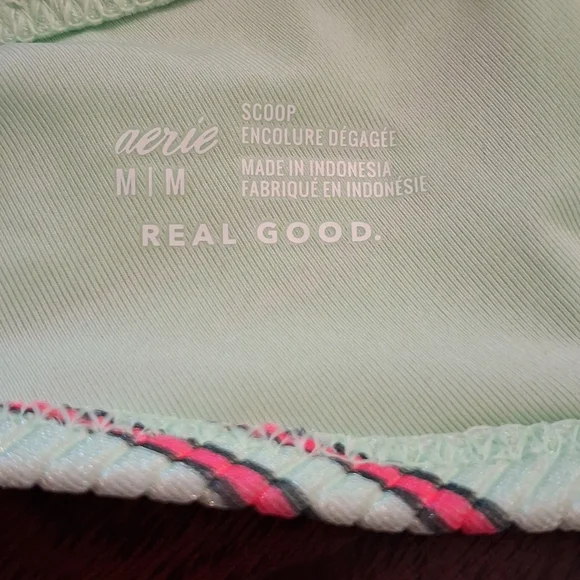 aerie
M | M
SCOOP
ENCOLURE DÉGAGÉE
MADE IN INDONESIA
FABRIQUÉ EN INDONÉSIE
REAL GOOD.